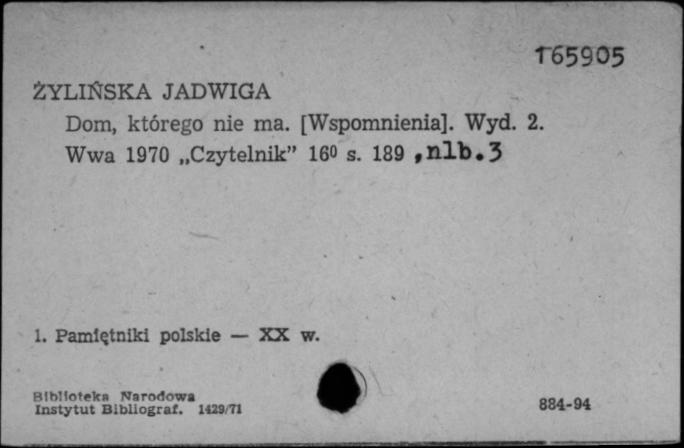 165905
ŻYLIŃSKA JADWIGA
Dom, którego nie ma. [Wspomnienia]. Wyd. 2.
Wwa 1970 „Czytelnik” 16⁰ s. 189 ,nlb.3
1. Pamiętniki polskie — XX w.
Biblioteka Narodowa
Instytut Bibliograf. 1429/71
884-94